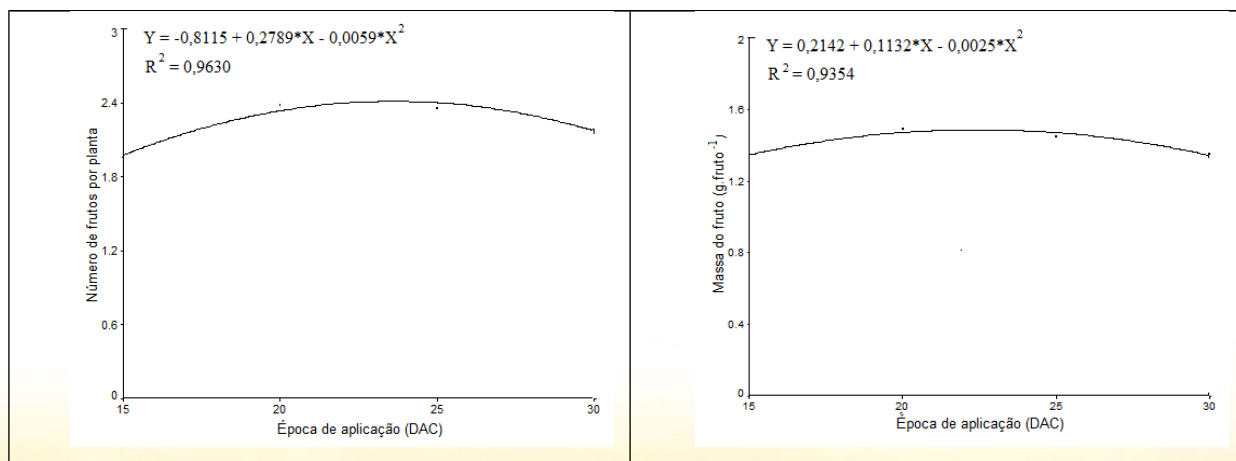 Y = -0,8115 + 0,2789*X - 0,0059*X²
R² = 0,9630
Número de frutos por planta
3
2.4
1.8
1.2
0.6
0
15 20 25 30
Época de aplicação (DAC)
Y = 0,2142 + 0,1132*X - 0,0025*X²
R² = 0,9354
Massa do fruto (g.fruto⁻¹)
2
1.6
1.2
0.8
0.4
0
15 20 25 30
Época de aplicação (DAC)